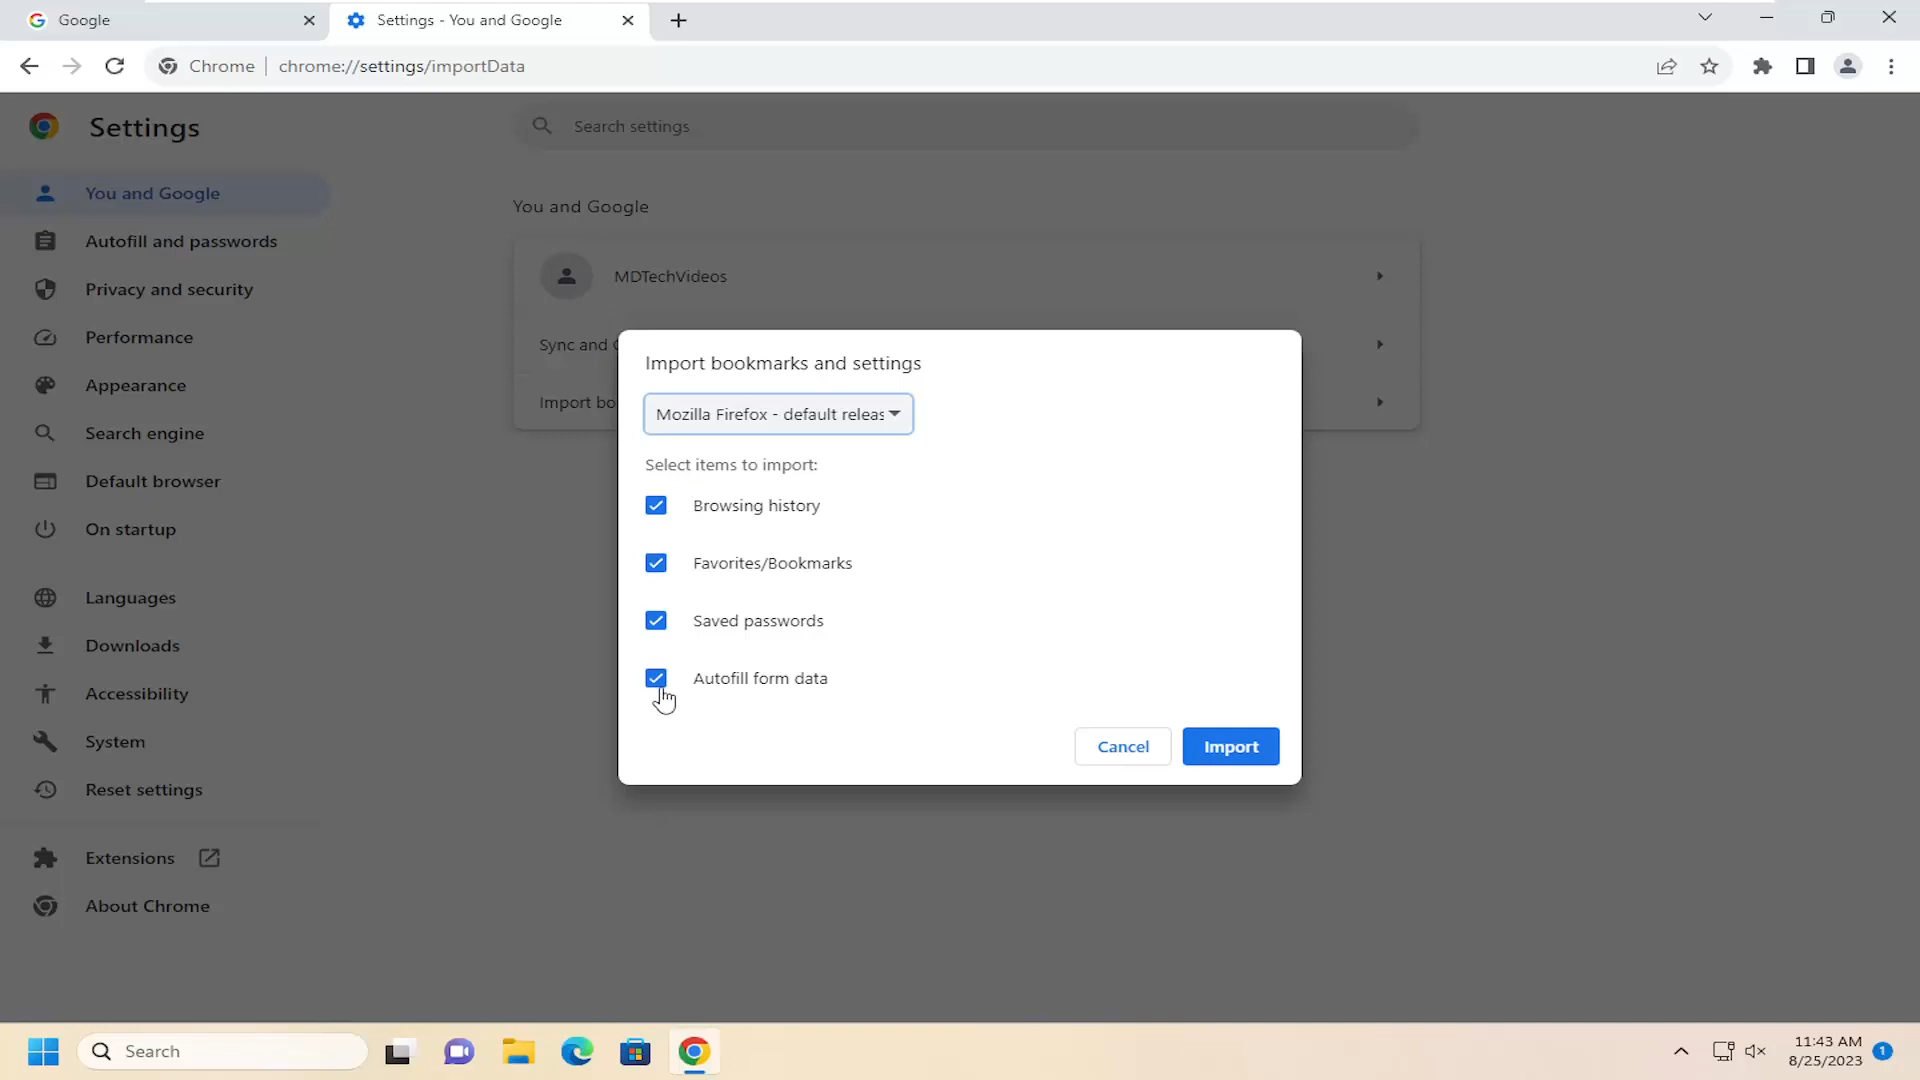 Google
Settings - You and Google
Chrome
chrome://settings/importData
Settings
Search settings
You and Google
Autofill and passwords
Privacy and security
Performance
Appearance
Search engine
Default browser
On startup
Languages
Downloads
Accessibility
System
Reset settings
Extensions
About Chrome
You and Google
MDTechVideos
Sync and
Import bo
Import bookmarks and settings
Mozilla Firefox - default releas
Select items to import:
Browsing history
Favorites/Bookmarks
Saved passwords
Autofill form data
Cancel
Import
Search
11:43 AM
8/25/2023
1